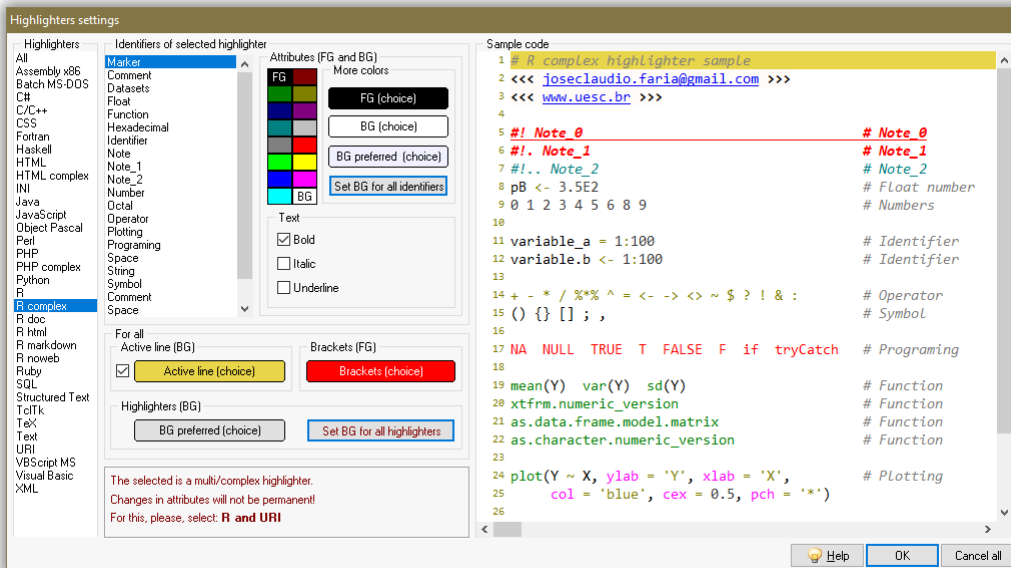 Highlighters settings
Highlighters
All
Assembly x86
Batch MS-DOS
C#
C/C++
CSS
Fortran
Haskell
HTML
HTML complex
INI
Java
JavaScript
Object Pascal
Perl
PHP
PHP complex
Python
R
R complex
R doc
R html
R markdown
R noweb
Ruby
SQL
Structured Text
TclTk
TeX
Text
URI
VBScript MS
Visual Basic
XML
Identifiers of selected highlighter
Marker
Comment
Datasets
Float
Function
Hexadecimal
Identifier
Note
Note_1
Note_2
Number
Octal
Operator
Plotting
Programing
Space
String
Symbol
Comment
Space
Attributes (FG and BG)
FG
BG
More colors
FG (choice)
BG (choice)
BG preferred (choice)
Set BG for all identifiers
Text
Bold
Italic
Underline
For all
Active line (BG)
Active line (choice)
Brackets (FG)
Brackets (choice)
Highlighters (BG)
BG preferred (choice)
Set BG for all highlighters
The selected is a multi/complex highlighter.
Changes in attributes will not be permanent!
For this, please, select: R and URI
Sample code
1 # R complex highlighter sample
2 <<< joseclaudio.faria@gmail.com >>>
3 <<< www.uesc.br >>>
4
5 #! Note_0 # Note_0
6 #!. Note_1 # Note_1
7 #!.. Note_2 # Note_2
8 pB <- 3.5E2 # Float number
9 0 1 2 3 4 5 6 8 9 # Numbers
10
11 variable_a = 1:100 # Identifier
12 variable.b <- 1:100 # Identifier
13
14 + - * / %*% ^ = <- -> <> ~ $ ? ! & : # Operator
15 () {} [] ; , # Symbol
16
17 NA NULL TRUE T FALSE F if tryCatch # Programing
18
19 mean(Y) var(Y) sd(Y) # Function
20 xtfrm.numeric_version # Function
21 as.data.frame.model.matrix # Function
22 as.character.numeric_version # Function
23
24 plot(Y ~ X, ylab = 'Y', xlab = 'X', # Plotting
25 col = 'blue', cex = 0.5, pch = '*')
26
Help
OK
Cancel all